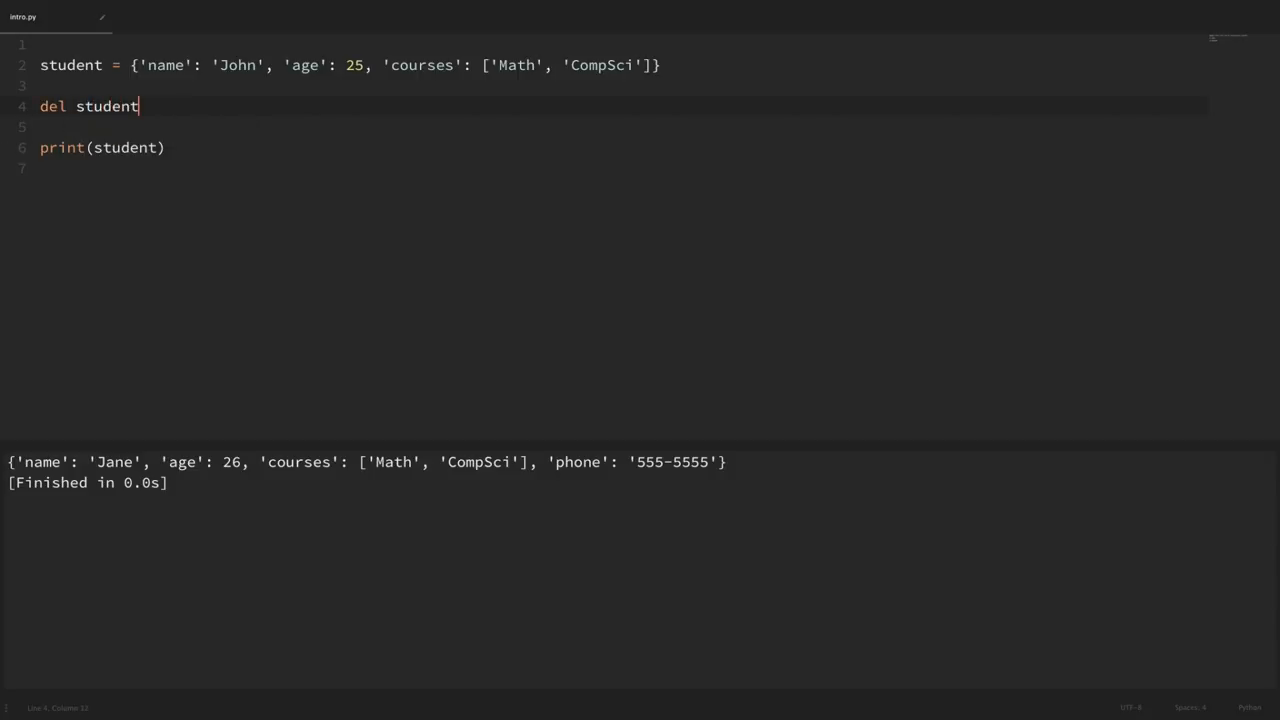 intro.py
1
2 student = {'name': 'John', 'age': 25, 'courses': ['Math', 'CompSci']}
3
4 del student
5
6 print(student)
7
{'name': 'Jane', 'age': 26, 'courses': ['Math', 'CompSci'], 'phone': '555-5555'}
[Finished in 0.0s]
Line 4, Column 12 UTF-8 Spaces, 4 Python